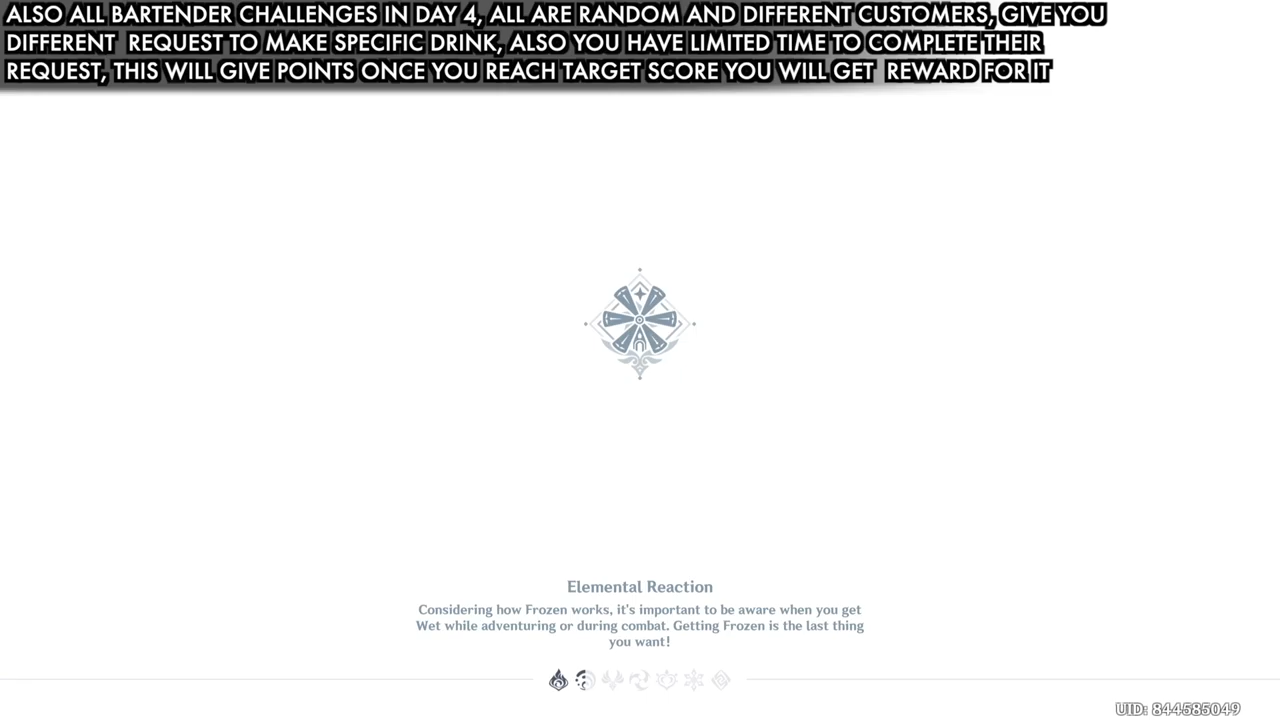 ALSO ALL BARTENDER CHALLENGES IN DAY 4, ALL ARE RANDOM AND DIFFERENT CUSTOMERS, GIVE YOU
DIFFERENT REQUEST TO MAKE SPECIFIC DRINK, ALSO YOU HAVE LIMITED TIME TO COMPLETE THEIR
REQUEST, THIS WILL GIVE POINTS ONCE YOU REACH TARGET SCORE YOU WILL GET REWARD FOR IT
Elemental Reaction
Considering how Frozen works, it's important to be aware when you get
Wet while adventuring or during combat. Getting Frozen is the last thing
you want!
UID: 844585049